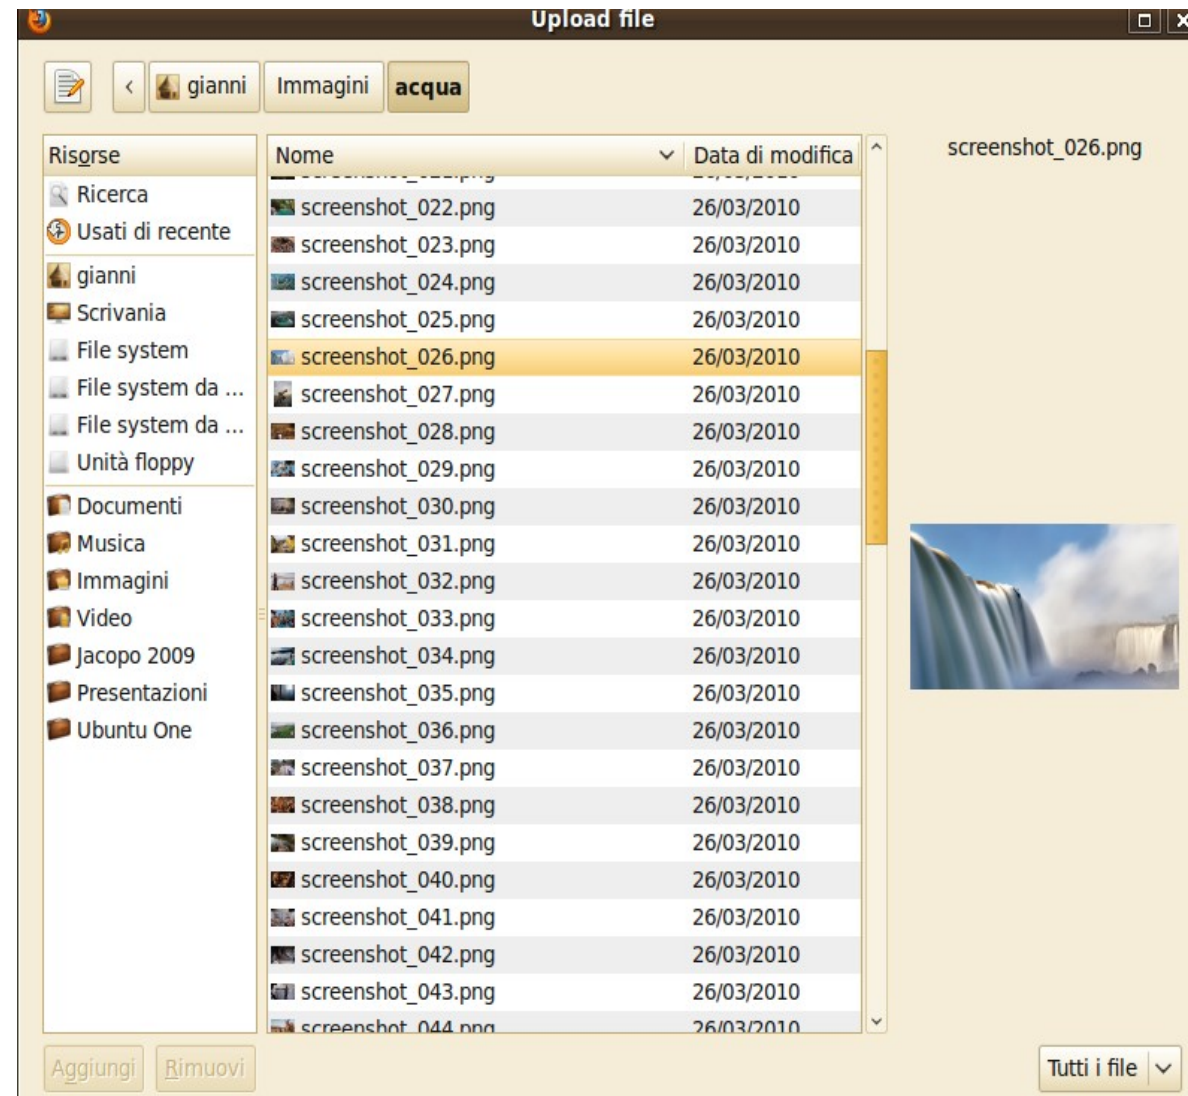 Upload file
gianni
Immagini
acqua
Risorse
Ricerca
Usati di recente
gianni
Scrivania
File system
File system da ...
File system da ...
Unità floppy
Documenti
Musica
Immagini
Video
Jacopo 2009
Presentazioni
Ubuntu One
Nome Data di modifica
screenshot_022.png 26/03/2010
screenshot_023.png 26/03/2010
screenshot_024.png 26/03/2010
screenshot_025.png 26/03/2010
screenshot_026.png 26/03/2010
screenshot_027.png 26/03/2010
screenshot_028.png 26/03/2010
screenshot_029.png 26/03/2010
screenshot_030.png 26/03/2010
screenshot_031.png 26/03/2010
screenshot_032.png 26/03/2010
screenshot_033.png 26/03/2010
screenshot_034.png 26/03/2010
screenshot_035.png 26/03/2010
screenshot_036.png 26/03/2010
screenshot_037.png 26/03/2010
screenshot_038.png 26/03/2010
screenshot_039.png 26/03/2010
screenshot_040.png 26/03/2010
screenshot_041.png 26/03/2010
screenshot_042.png 26/03/2010
screenshot_043.png 26/03/2010
screenshot_044.png 26/03/2010
screenshot_026.png
Aggiungi
Rimuovi
Tutti i file